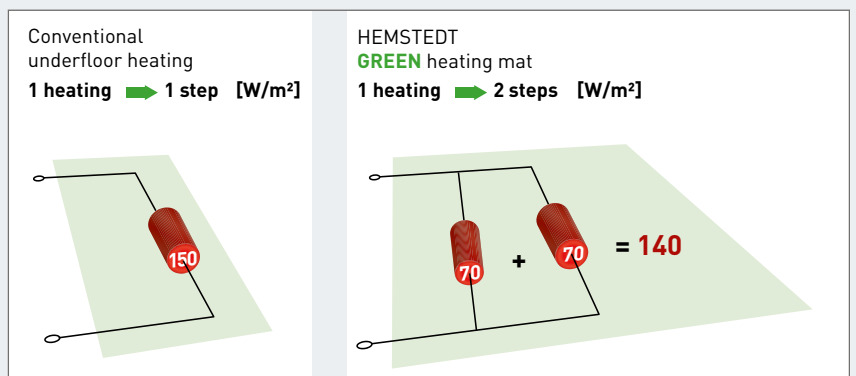 Conventional
underfloor heating
1 heating 1 step [W/m²]
150
HEMSTEDT
GREEN heating mat
1 heating 2 steps [W/m²]
70 + 70 = 140